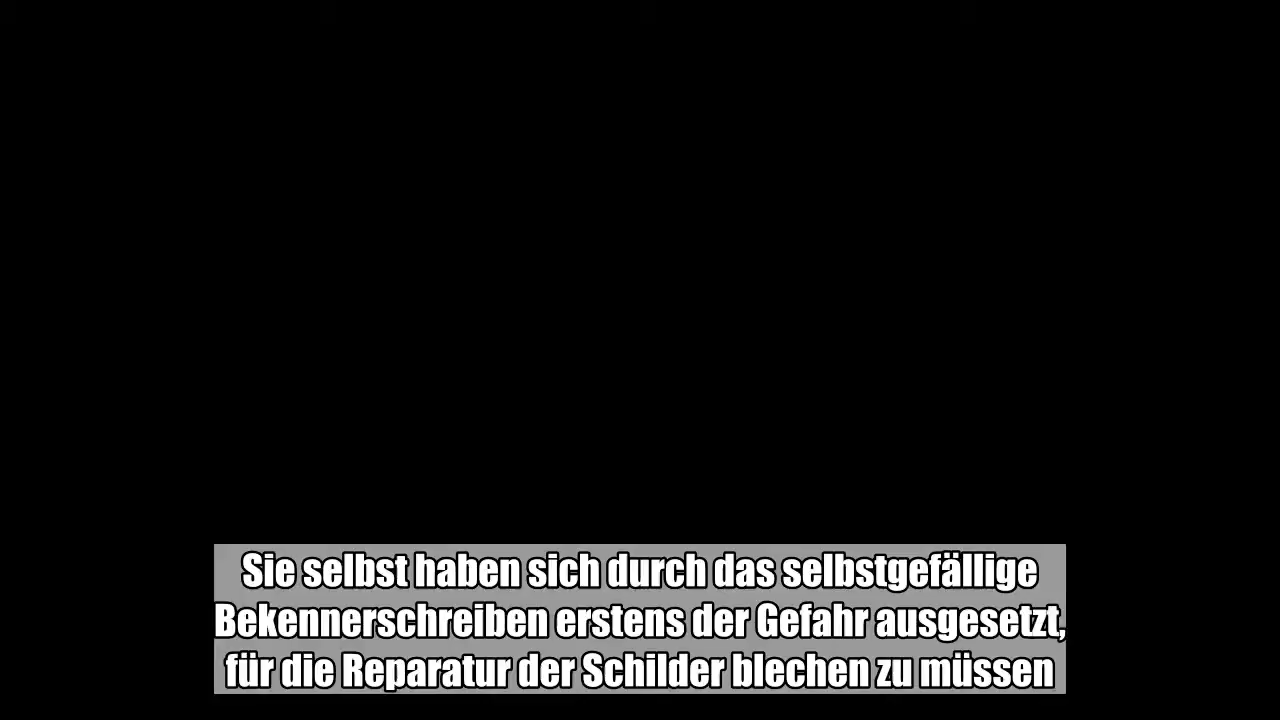 Sie selbst haben sich durch das selbstgefällige
Bekennerschreiben erstens der Gefahr ausgesetzt,
für die Reparatur der Schilder blechen zu müssen